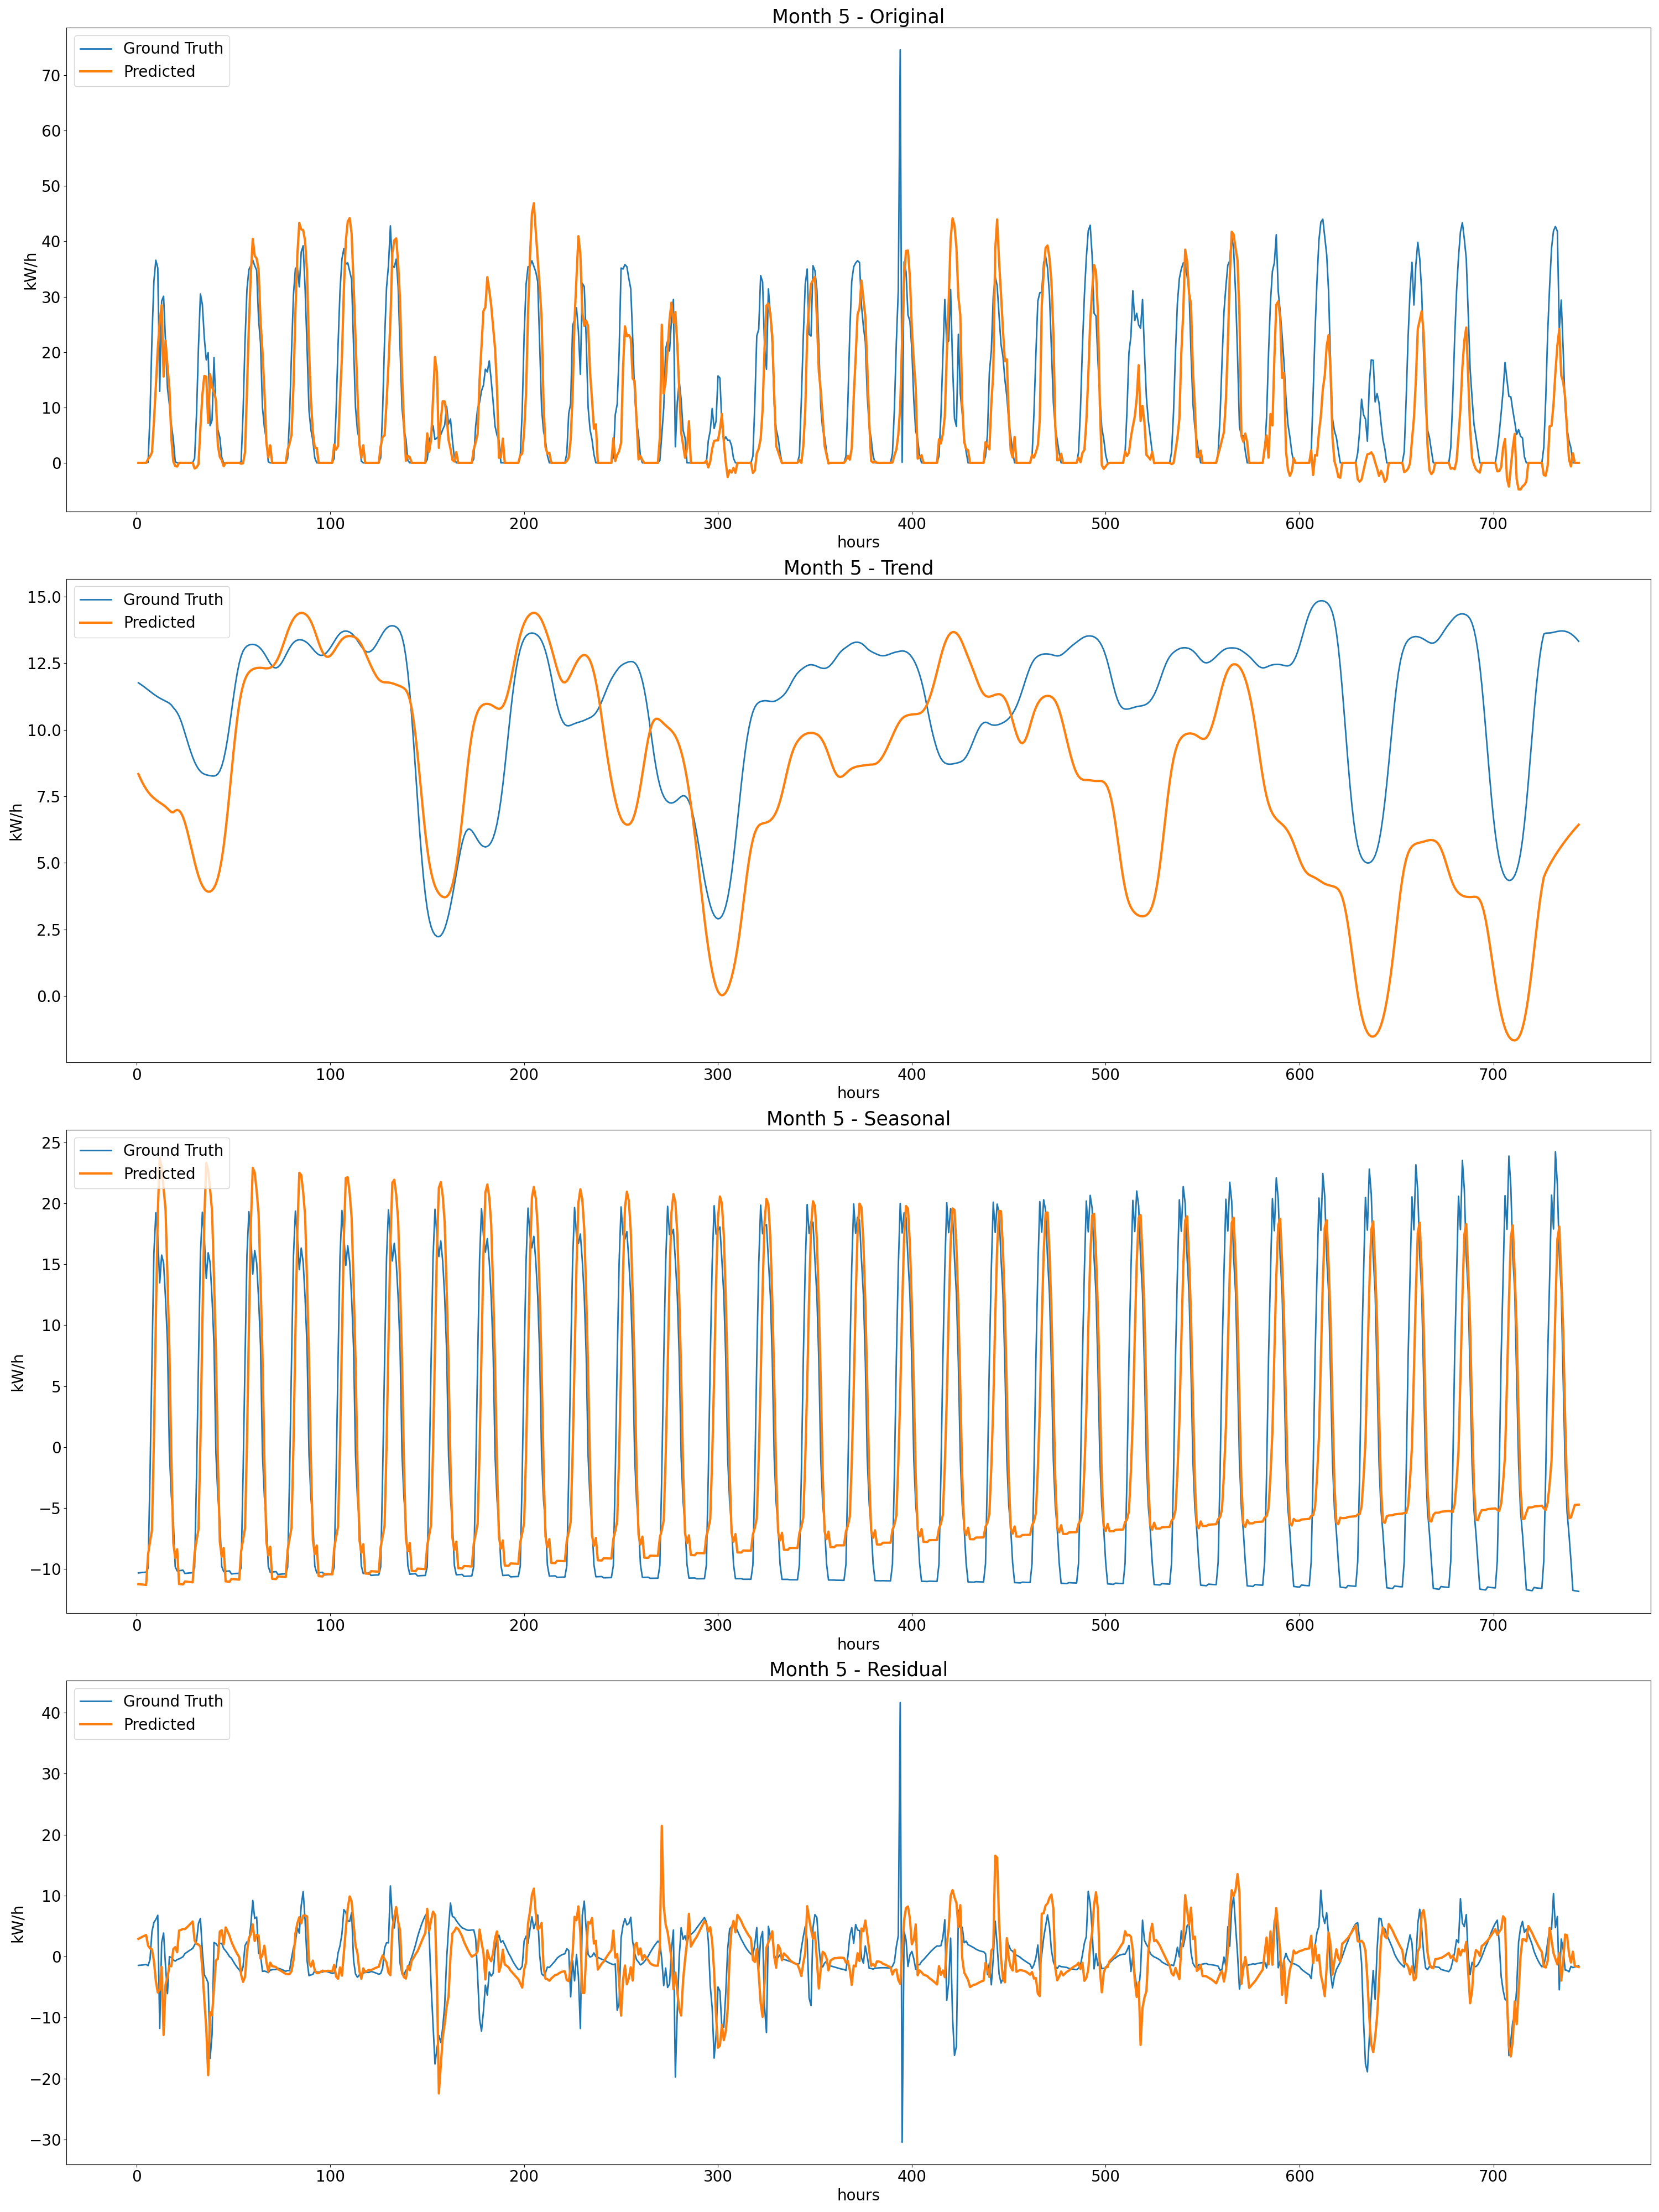 Month 5 - Original
Ground Truth
Predicted
70
60
50
40
30
20
10
0
kW/h
0 100 200 300 400 500 600 700
hours
Month 5 - Trend
Ground Truth
Predicted
15.0
12.5
10.0
7.5
5.0
2.5
0.0
kW/h
0 100 200 300 400 500 600 700
hours
Month 5 - Seasonal
Ground Truth
Predicted
25
20
15
10
5
0
−5
−10
kW/h
0 100 200 300 400 500 600 700
hours
Month 5 - Residual
Ground Truth
Predicted
40
30
20
10
0
−10
−20
−30
kW/h
0 100 200 300 400 500 600 700
hours